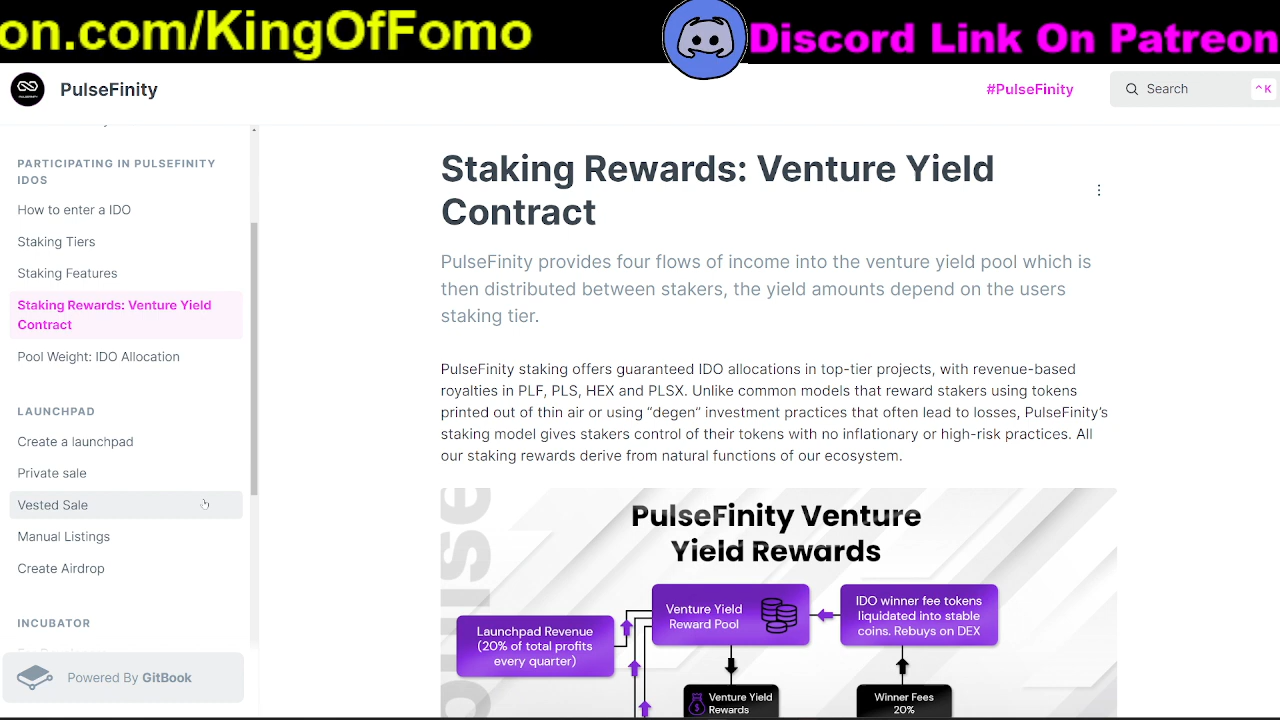 on.com/KingOfFomo
Discord Link On Patreon
PulseFinity
#PulseFinity
Search
^ K
PARTICIPATING IN PULSEFINITY
IDOS
How to enter a IDO
Staking Tiers
Staking Features
Staking Rewards: Venture Yield
Contract
Pool Weight: IDO Allocation
LAUNCHPAD
Create a launchpad
Private sale
Vested Sale
Manual Listings
Create Airdrop
INCUBATOR
Powered By GitBook
Staking Rewards: Venture Yield
Contract
PulseFinity provides four flows of income into the venture yield pool which is
then distributed between stakers, the yield amounts depend on the users
staking tier.
PulseFinity staking offers guaranteed IDO allocations in top-tier projects, with revenue-based
royalties in PLF, PLS, HEX and PLSX. Unlike common models that reward stakers using tokens
printed out of thin air or using “degen” investment practices that often lead to losses, PulseFinity’s
staking model gives stakers control of their tokens with no inflationary or high-risk practices. All
our staking rewards derive from natural functions of our ecosystem.
PulseFinity Venture
Yield Rewards
Launchpad Revenue
(20% of total profits
every quarter)
Venture Yield
Reward Pool
IDO winner fee tokens
liquidated into stable
coins. Rebuys on DEX
Venture Yield
Rewards
Winner Fees
20%